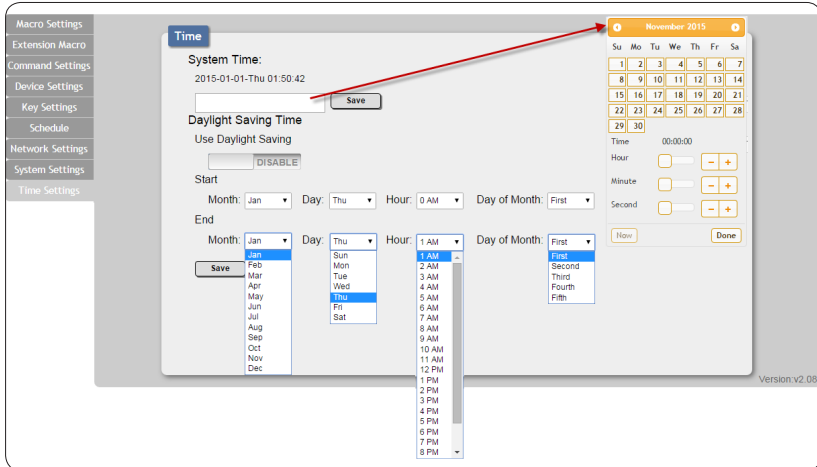 Macro Settings
Extension Macro
Command Settings
Device Settings
Key Settings
Schedule
Network Settings
System Settings
Time Settings
Time
System Time:
2015-01-01-Thu 01:50:42
Save
Daylight Saving Time
Use Daylight Saving
DISABLE
Start
Month: Jan Day: Thu Hour: 0 AM Day of Month: First
End
Month: Jan Day: Thu Hour: 1 AM Day of Month: First
Save
Jan
Feb
Mar
Apr
May
Jun
Jul
Aug
Sep
Oct
Nov
Dec
Sun
Mon
Tue
Wed
Thu
Fri
Sat
1 AM
2 AM
3 AM
4 AM
5 AM
6 AM
7 AM
8 AM
9 AM
10 AM
11 AM
12 PM
1 PM
2 PM
3 PM
4 PM
5 PM
6 PM
7 PM
8 PM
First
Second
Third
Fourth
Fifth
November 2015
Su Mo Tu We Th Fr Sa
1 2 3 4 5 6 7
8 9 10 11 12 13 14
15 16 17 18 19 20 21
22 23 24 25 26 27 28
29 30
Time 00:00:00
Hour - +
Minute - +
Second - +
Now Done
Version:v2.08